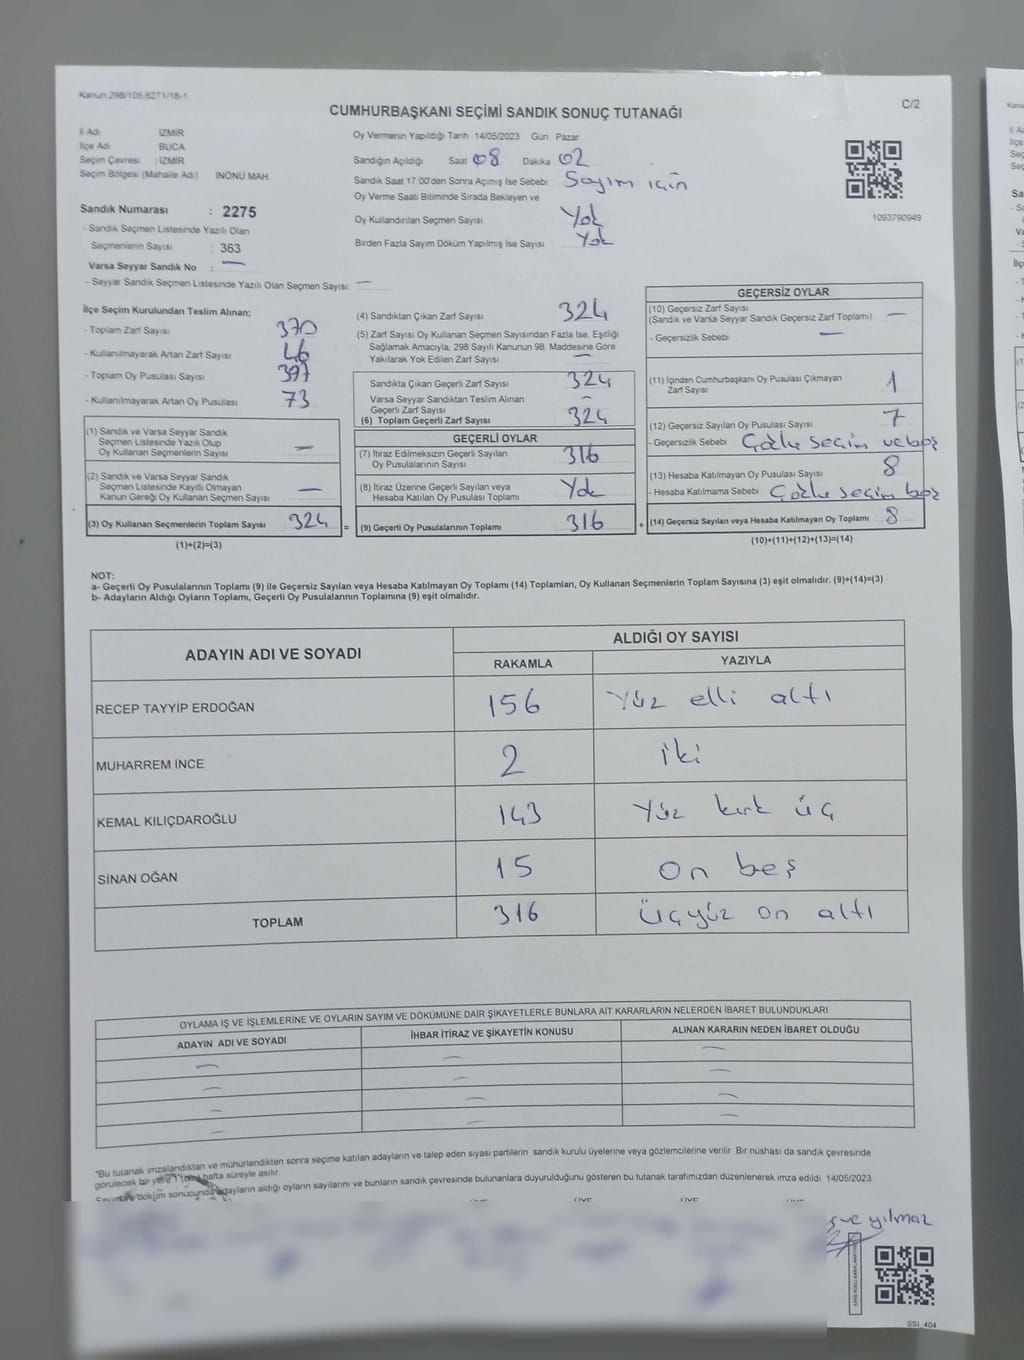 Kanun 298/105,6271/18-1
C/2
CUMHURBAŞKANI SEÇİMİ SANDIK SONUÇ TUTANAĞI
İl Adı İZMİR
İlçe Adı BUCA
Seçim Çevresi : İZMİR
Seçim Bölgesi (Mahalle Adı) İNÖNÜ MAH.
Sandık Numarası : 2275
- Sandık Seçmen Listesinde Yazılı Olan
Seçmenlerin Sayısı : 363
Varsa Seyyar Sandık No : —
- Seyyar Sandık Seçmen Listesinde Yazılı Olan Seçmen Sayısı: —
Oy Vermenin Yapıldığı Tarih 14/05/2023 Gün Pazar
Sandığın Açıldığı Saat 08 Dakika 02
Sandık Saat 17:00'den Sonra Açımış İse Sebebi Sayım için
Oy Verme Saati Bitiminde Sırada Bekleyen ve
Oy Kullandırılan Seçmen Sayısı Yok
Birden Fazla Sayım Döküm Yapılmış İse Sayısı Yok
1093790949
İlçe Seçim Kurulundan Teslim Alınan;
- Toplam Zarf Sayısı 370
- Kullanılmayarak Artan Zarf Sayısı 46
- Toplam Oy Pusulası Sayısı 397
- Kullanılmayarak Artan Oy Pusulası 73
(1) Sandık ve Varsa Seyyar Sandık
Seçmen Listesinde Yazılı Olup
Oy Kullanan Seçmenlerin Sayısı —
(2) Sandık ve Varsa Seyyar Sandık
Seçmen Listesinde Kayıtlı Olmayan
Kanun Gereği Oy Kullanan Seçmen Sayısı —
(3) Oy Kullanan Seçmenlerin Toplam Sayısı 324 =
(1)+(2)=(3)
(4) Sandıktan Çıkan Zarf Sayısı 324
(5) Zarf Sayısı Oy Kullanan Seçmen Sayısından Fazla İse, Eşitliği
Sağlamak Amacıyla, 298 Sayılı Kanunun 98. Maddesine Göre
Yakılarak Yok Edilen Zarf Sayısı —
Sandıkta Çıkan Geçerli Zarf Sayısı 324
Varsa Seyyar Sandıktan Teslim Alınan
Geçerli Zarf Sayısı -
(6) Toplam Geçerli Zarf Sayısı 324
GEÇERLİ OYLAR
(7) İtiraz Edilmeksizin Geçerli Sayılan
Oy Pusulalarının Sayısı 316
(8) İtiraz Üzerine Geçerli Sayılan veya
Hesaba Katılan Oy Pusulası Toplamı Yok
(9) Geçerli Oy Pusulalarının Toplamı 316 +
GEÇERSİZ OYLAR
(10) Geçersiz Zarf Sayısı
(Sandık ve Varsa Seyyar Sandık Geçersiz Zarf Toplamı) —
- Geçersizlik Sebebi —
(11) İçinden Cumhurbaşkanı Oy Pusulası Çıkmayan
Zarf Sayısı 1
(12) Geçersiz Sayılan Oy Pusulası Sayısı 7
- Geçersizlik Sebebi Çoklu seçim ve boş
(13) Hesaba Katılmayan Oy Pusulası Sayısı 8
- Hesaba Katılmama Sebebi Çoklu seçim boş
(14) Geçersiz Sayılan veya Hesaba Katılmayan Oy Toplamı 8
(10)+(11)+(12)+(13)=(14)
NOT:
a- Geçerli Oy Pusulalarının Toplamı (9) ile Geçersiz Sayılan veya Hesaba Katılmayan Oy Toplamı (14) Toplamları, Oy Kullanan Seçmenlerin Toplam Sayısına (3) eşit olmalıdır. (9)+(14)=(3)
b- Adayların Aldığı Oyların Toplamı, Geçerli Oy Pusulalarının Toplamına (9) eşit olmalıdır.
ADAYIN ADI VE SOYADI
ALDIĞI OY SAYISI
RAKAMLA YAZIYLA
RECEP TAYYİP ERDOĞAN 156 Yüz elli altı
MUHARREM İNCE 2 iki
KEMAL KILIÇDAROĞLU 143 Yüz kırk üç
SİNAN OĞAN 15 On beş
TOPLAM 316 Üçyüz on altı
OYLAMA İŞ VE İŞLEMLERİNE VE OYLARIN SAYIM VE DÖKÜMÜNE DAİR ŞİKAYETLERLE BUNLARA AİT KARARLARIN NELERDEN İBARET BULUNDUKLARI
ADAYIN ADI VE SOYADI İHBAR İTİRAZ VE ŞİKAYETİN KONUSU ALINAN KARARIN NEDEN İBARET OLDUĞU
— — —
— — —
— — —
— — —
*Bu tutanak imzalandıktan ve mühürlendikten sonra seçime katılan adayların ve talep eden siyasi partilerin sandık kurulu üyelerine veya gözlemcilerine verilir. Bir nüshası da sandık çevresinde
görülecek bir yere 1 hafta süreyle asılır
döküm sonucunda adayların aldığı oyların sayılarını ve bunların sandık çevresinde bulunanlara duyurulduğunu gösteren bu tutanak tarafımızdan düzenlenerek imza edildi. 14/05/2023
yılmaz
SSI_404